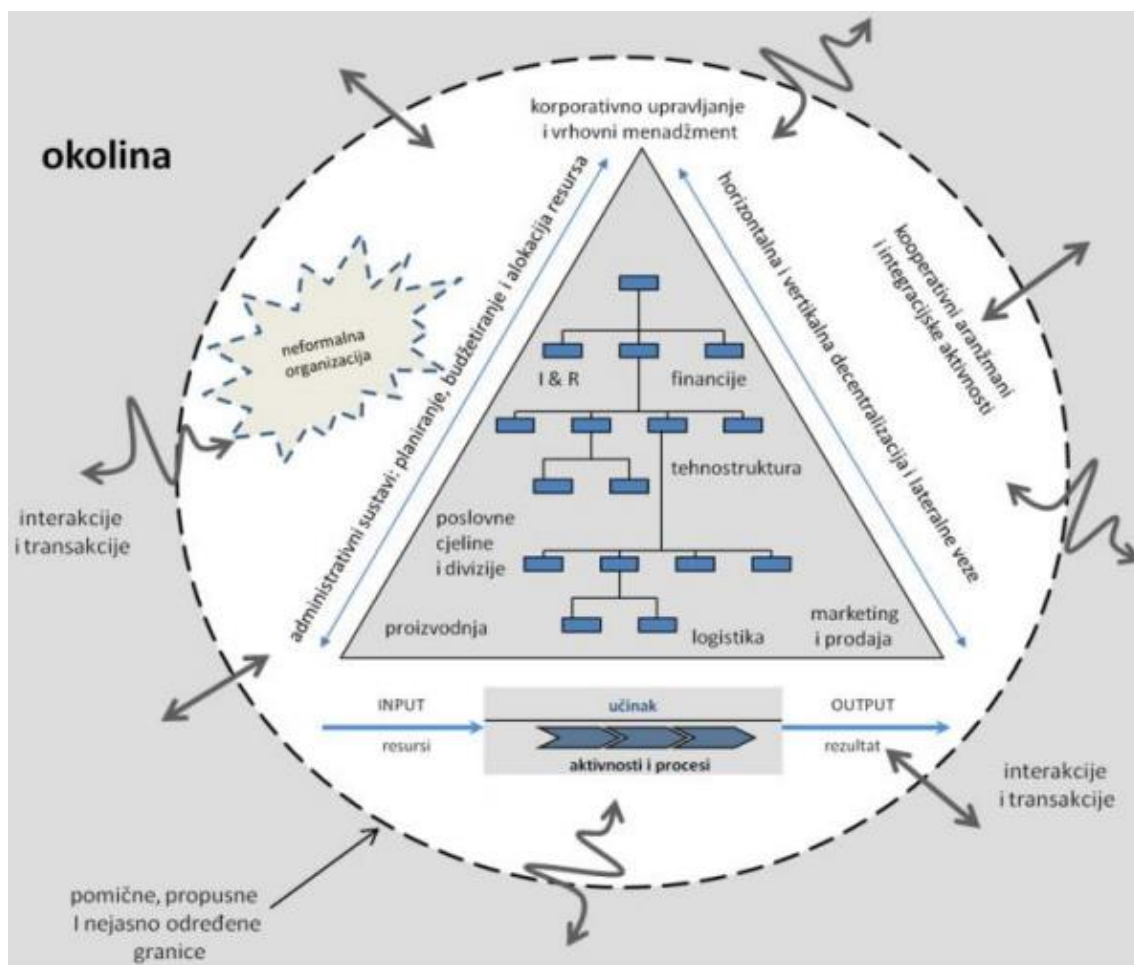 korporativno upravljanje
i vrhovni menadžment
okolina
administrativni sustavi: planiranje, budžetiranje i alokacija resursa
horizontalna i vertikalna decentralizacija i lateralne veze
kooperativni aranžmani
i integracijske aktivnosti
neformalna
organizacija
I & R
financije
tehnostruktura
interakcije
i transakcije
poslovne
cjeline
i divizije
proizvodnja
logistika
marketing
i prodaja
INPUT
učinak
OUTPUT
resursi
rezultat
aktivnosti i procesi
interakcije
i transakcije
pomične, propusne
I nejasno određene
granice